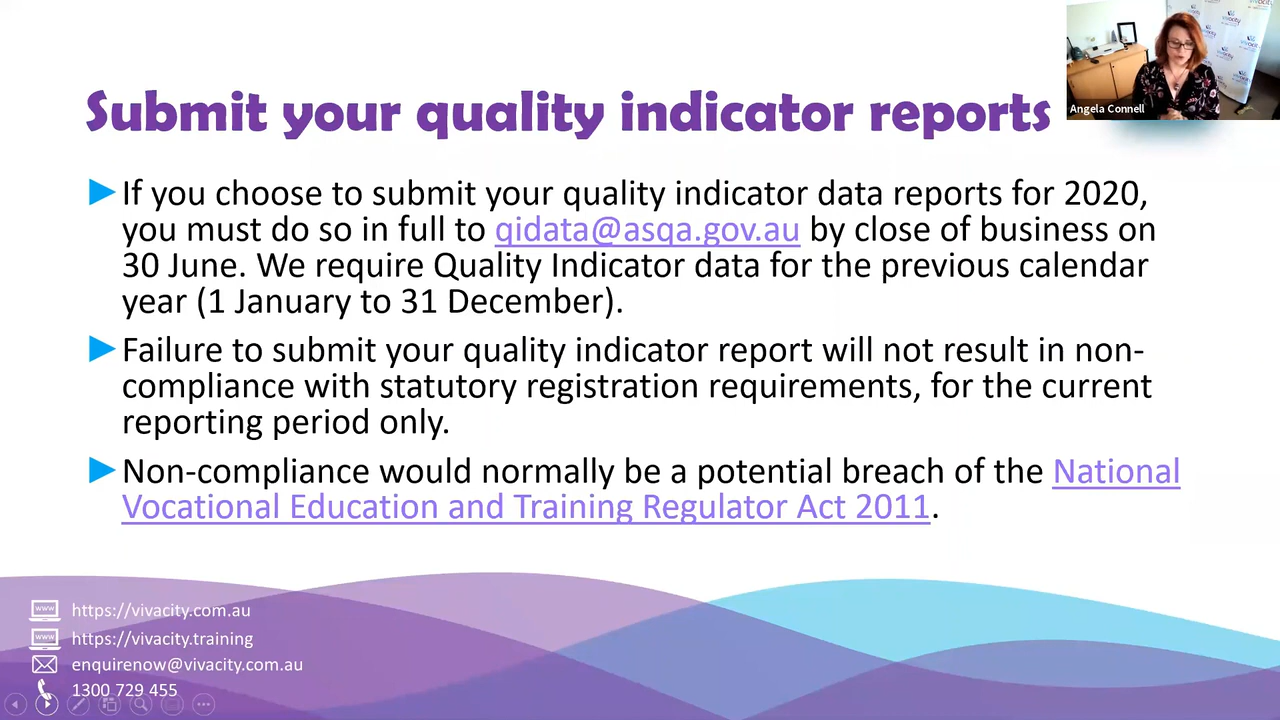 Submit your quality indicator reports
Angela Connell
If you choose to submit your quality indicator data reports for 2020,
you must do so in full to qidata@asqa.gov.au by close of business on
30 June. We require Quality Indicator data for the previous calendar
year (1 January to 31 December).
Failure to submit your quality indicator report will not result in non-
compliance with statutory registration requirements, for the current
reporting period only.
Non-compliance would normally be a potential breach of the National
Vocational Education and Training Regulator Act 2011.
https://vivacity.com.au
https://vivacity.training
enquirenow@vivacity.com.au
1300 729 455